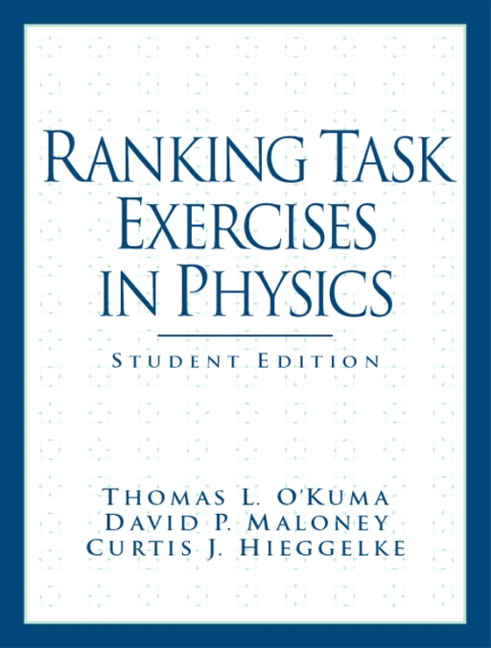 RANKING TASK
EXERCISES
IN PHYSICS
STUDENT EDITION
THOMAS L. O'KUMA
DAVID P. MALONEY
CURTIS J. HIEGGELKE